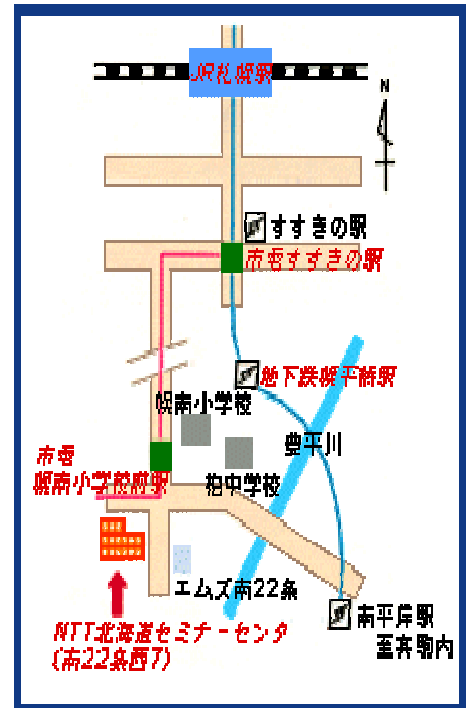 JR札幌駅
N
すすきの駅
市電すすきの駅
地下鉄幌平橋駅
幌南小学校
豊平川
市電
幌南小学校前駅
柏中学校
エムズ南22条
南平岸駅
至真駒内
NTT北海道セミナーセンタ
(南22条西7)